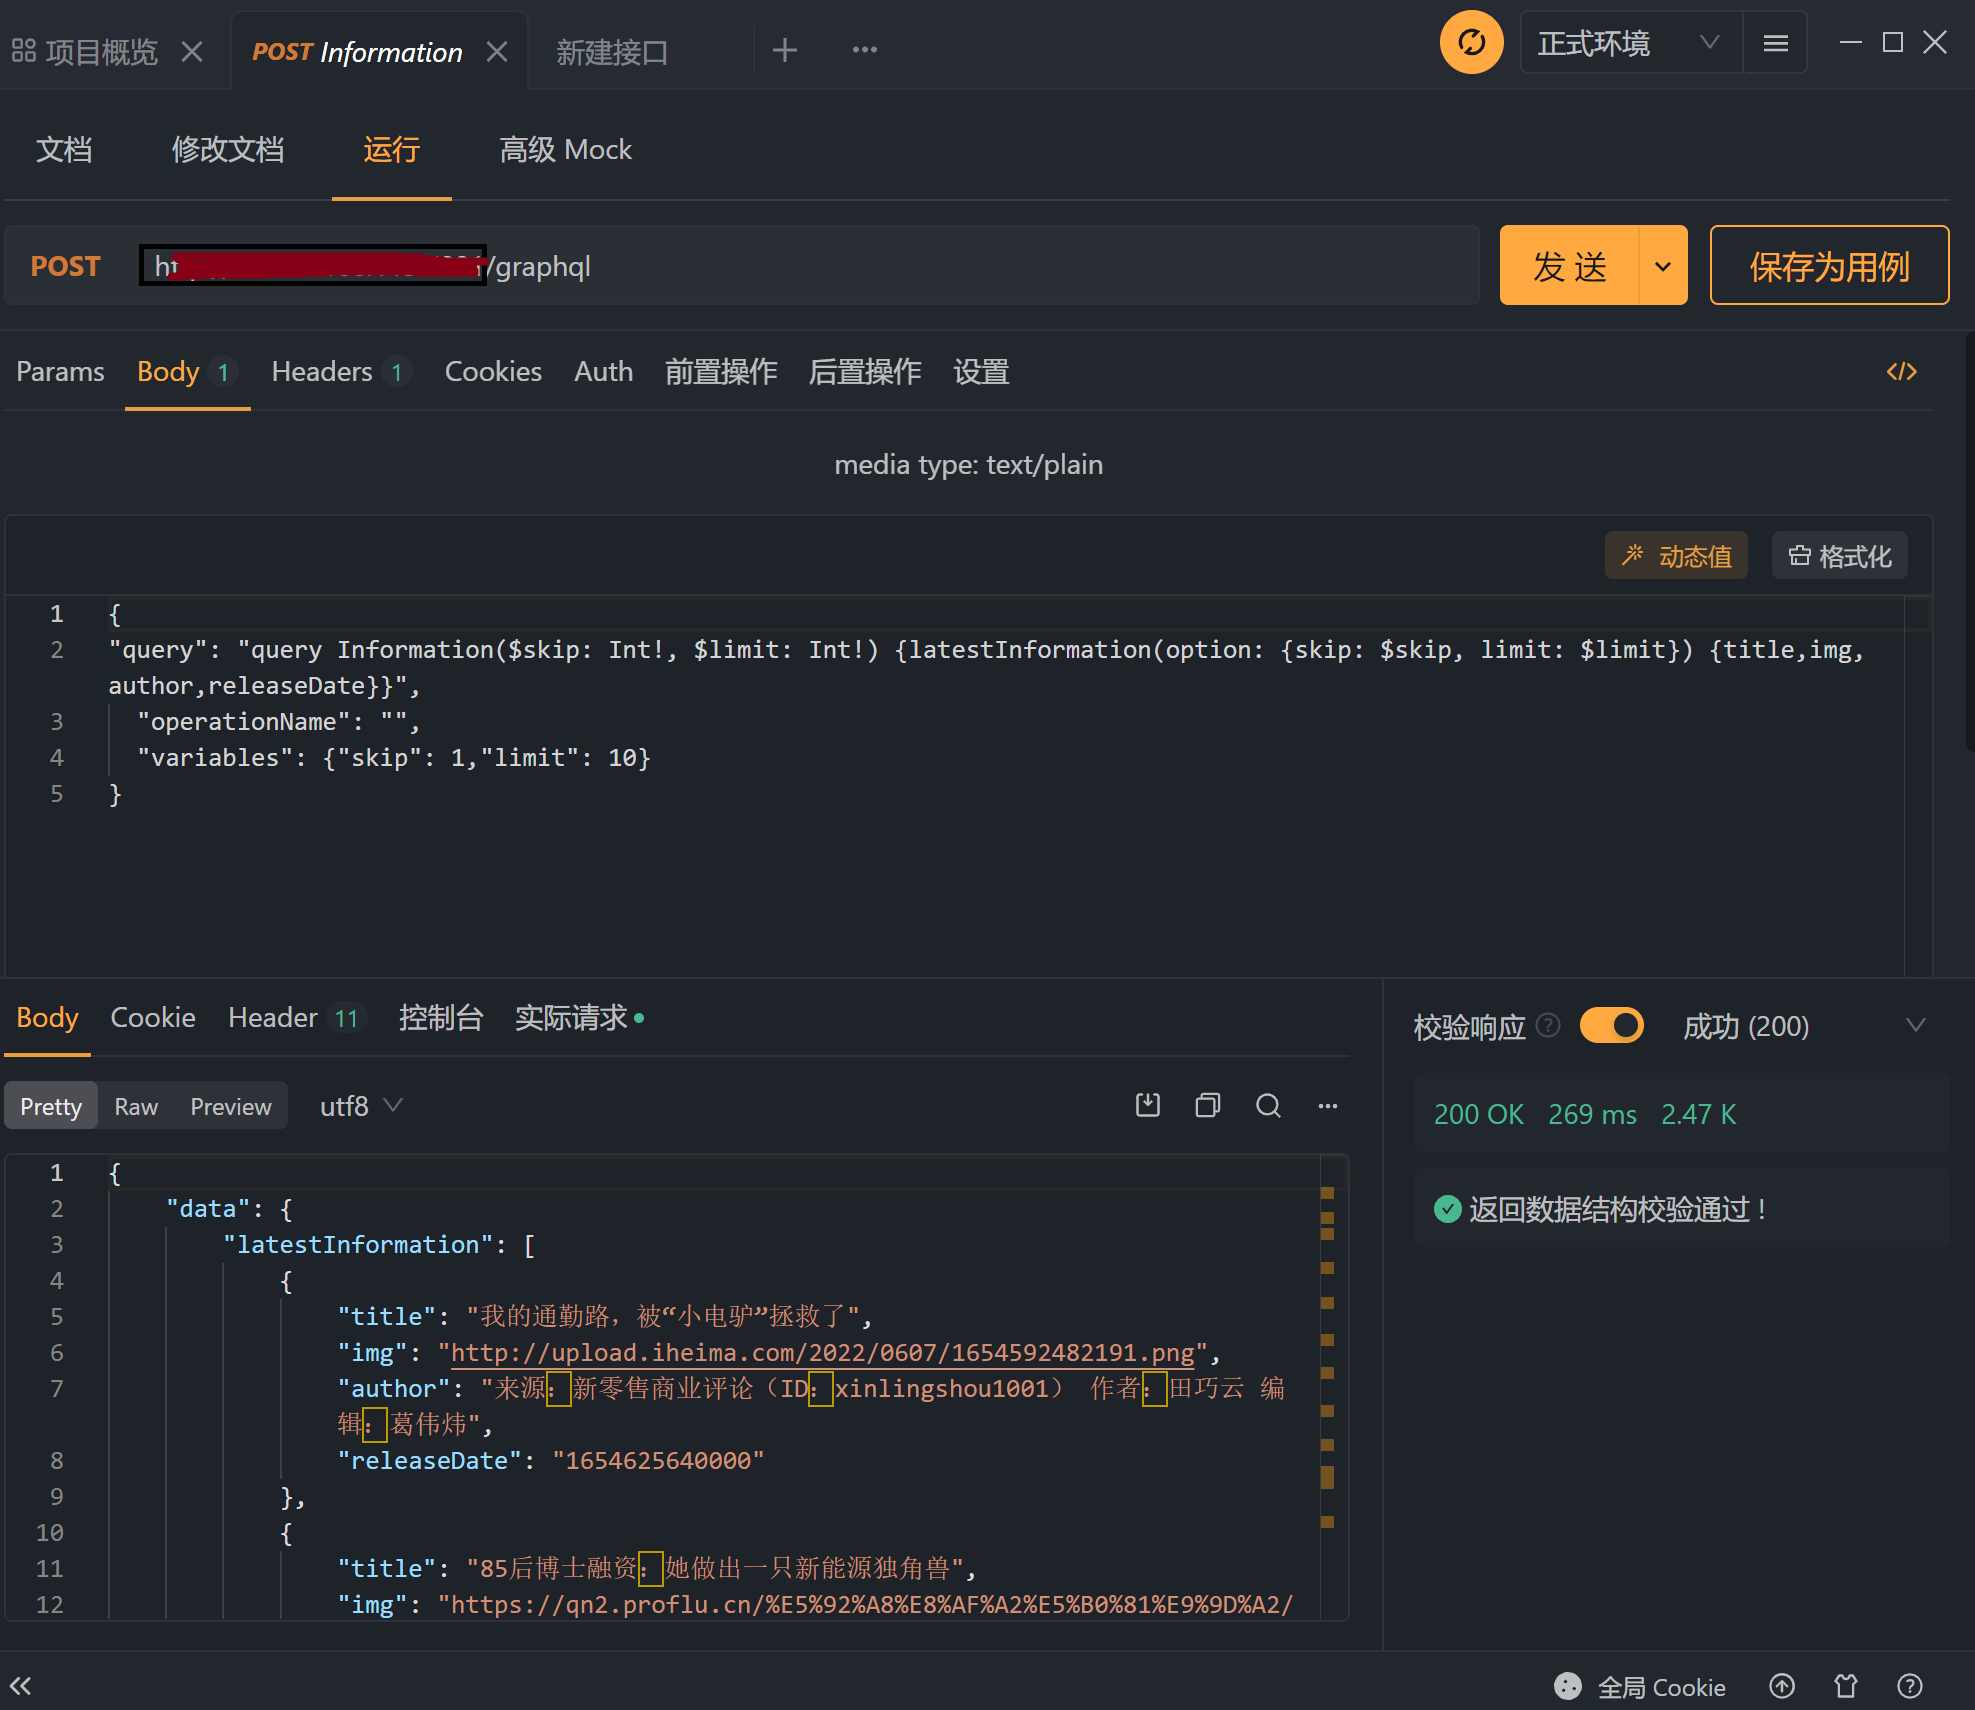 项目概览
POST Information
新建接口
正式环境
文档 修改文档 运行 高级 Mock
POST /graphql
发 送
保存为用例
Params Body 1 Headers 1 Cookies Auth 前置操作 后置操作 设置
media type: text/plain
动态值 格式化
1 {
2 "query": "query Information($skip: Int!, $limit: Int!) {latestInformation(option: {skip: $skip, limit: $limit}) {title,img,
author,releaseDate}}",
3 "operationName": "",
4 "variables": {"skip": 1,"limit": 10}
5 }
Body Cookie Header 11 控制台 实际请求
校验响应 成功 (200)
Pretty Raw Preview utf8
200 OK 269 ms 2.47 K
返回数据结构校验通过！
1 {
2 "data": {
3 "latestInformation": [
4 {
5 "title": "我的通勤路，被“小电驴”拯救了",
6 "img": "http://upload.iheima.com/2022/0607/1654592482191.png",
7 "author": "来源：新零售商业评论（ID：xinlingshou1001） 作者：田巧云 编
辑：葛伟炜",
8 "releaseDate": "1654625640000"
9 },
10 {
11 "title": "85后博士融资：她做出一只新能源独角兽",
12 "img": "https://qn2.proflu.cn/%E5%92%A8%E8%AF%A2%E5%B0%81%E9%9D%A2/
全局 Cookie